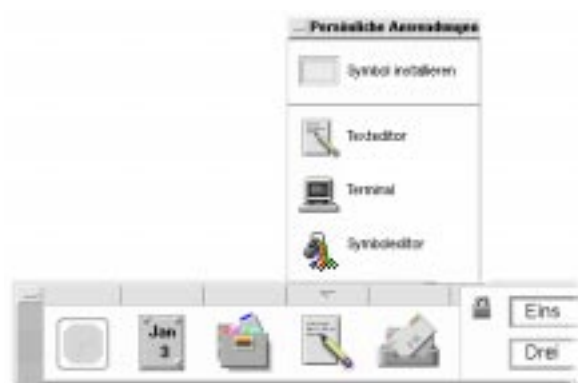 Persönliche Anwendungen
Symbol installieren
Texteditor
Terminal
Symboleditor
Jan
3
Eins
Drei